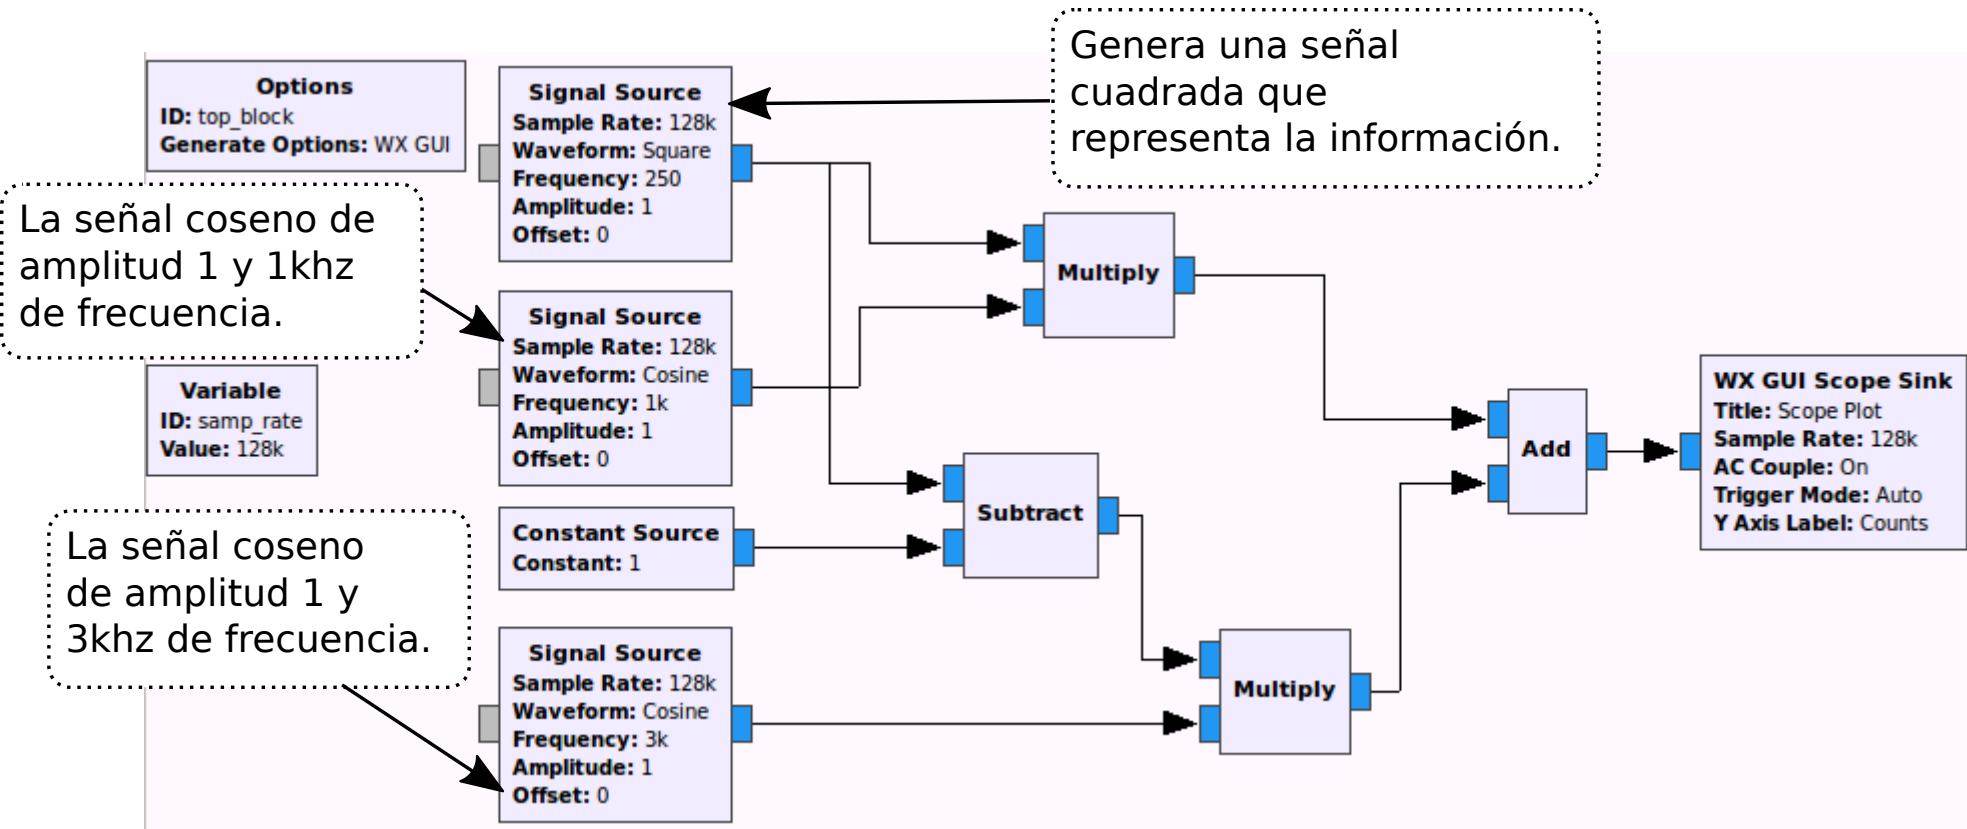 Genera una señal
cuadrada que
representa la información.
Options
ID: top_block
Generate Options: WX GUI
Signal Source
Sample Rate: 128k
Waveform: Square
Frequency: 250
Amplitude: 1
Offset: 0
La señal coseno de
amplitud 1 y 1khz
de frecuencia.
Multiply
Signal Source
Sample Rate: 128k
Waveform: Cosine
Frequency: 1k
Amplitude: 1
Offset: 0
Variable
ID: samp_rate
Value: 128k
WX GUI Scope Sink
Title: Scope Plot
Sample Rate: 128k
AC Couple: On
Trigger Mode: Auto
Y Axis Label: Counts
Add
Subtract
Constant Source
Constant: 1
La señal coseno
de amplitud 1 y
3khz de frecuencia.
Signal Source
Sample Rate: 128k
Waveform: Cosine
Frequency: 3k
Amplitude: 1
Offset: 0
Multiply